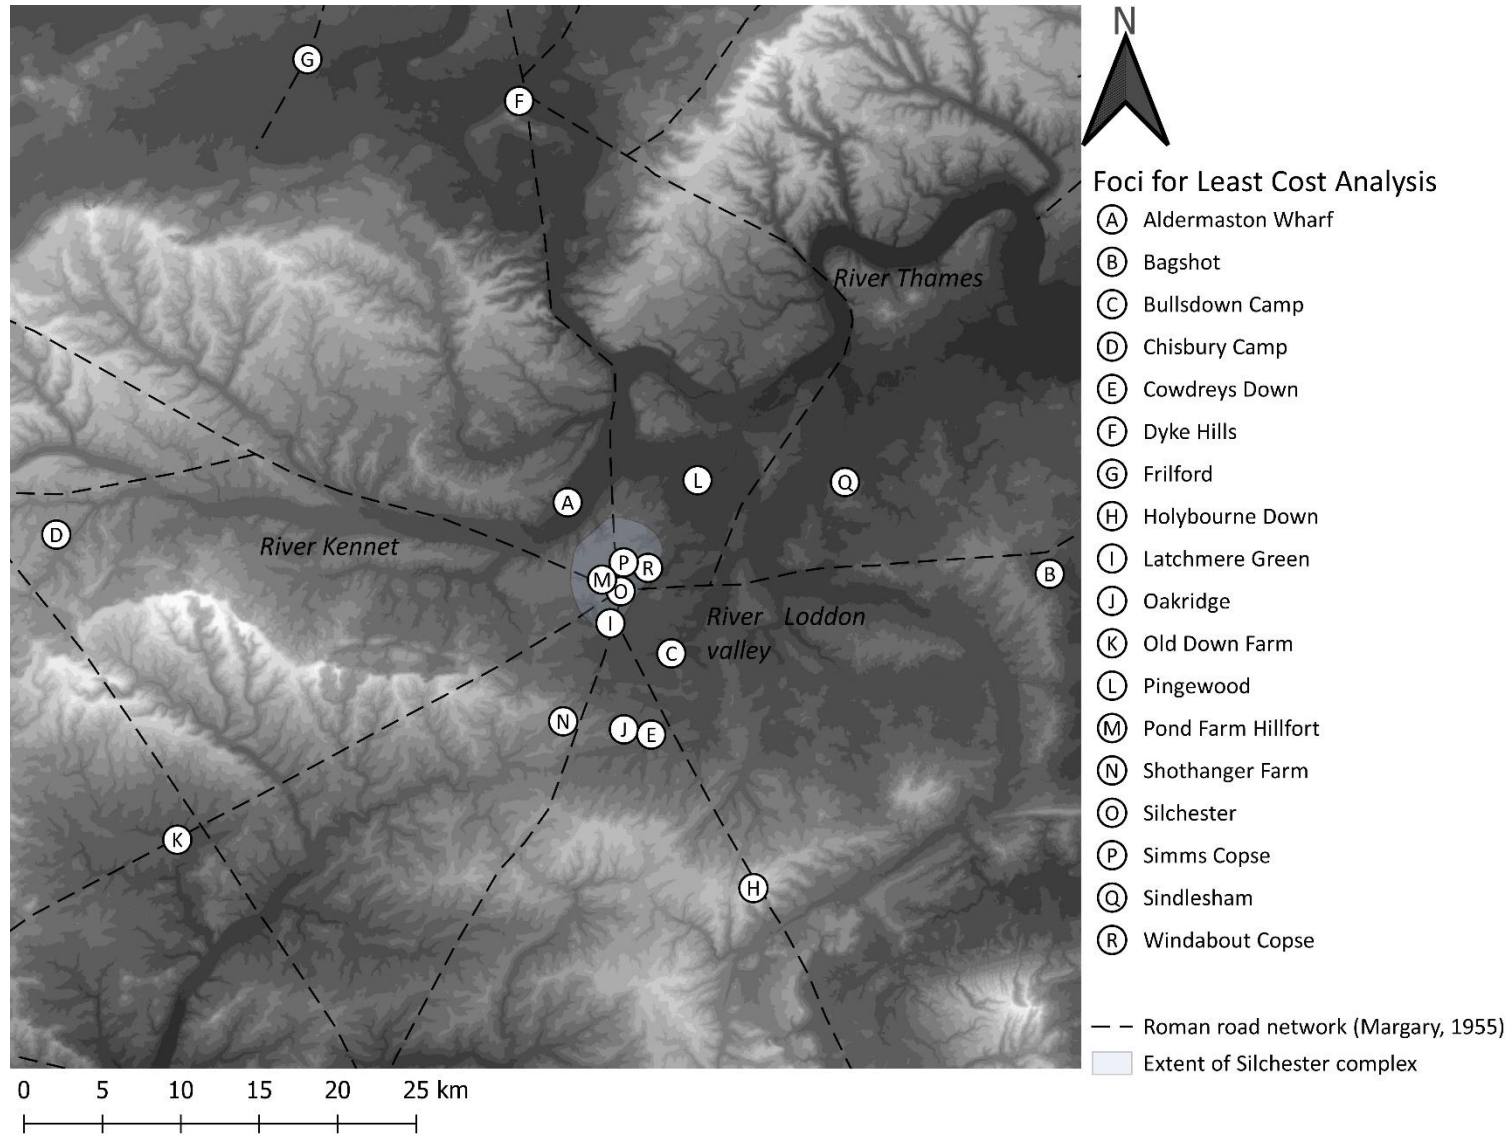 N
G
F
River Thames
L
Q
A
D
River Kennet
P
R
M
O
B
I
River Loddon
valley
C
N
J
E
K
H
0 5 10 15 20 25 km
Foci for Least Cost Analysis
A Aldermaston Wharf
B Bagshot
C Bullsdown Camp
D Chisbury Camp
E Cowdreys Down
F Dyke Hills
G Frilford
H Holybourne Down
I Latchmere Green
J Oakridge
K Old Down Farm
L Pingewood
M Pond Farm Hillfort
N Shothanger Farm
O Silchester
P Simms Copse
Q Sindlesham
R Windabout Copse
Roman road network (Margary, 1955)
Extent of Silchester complex